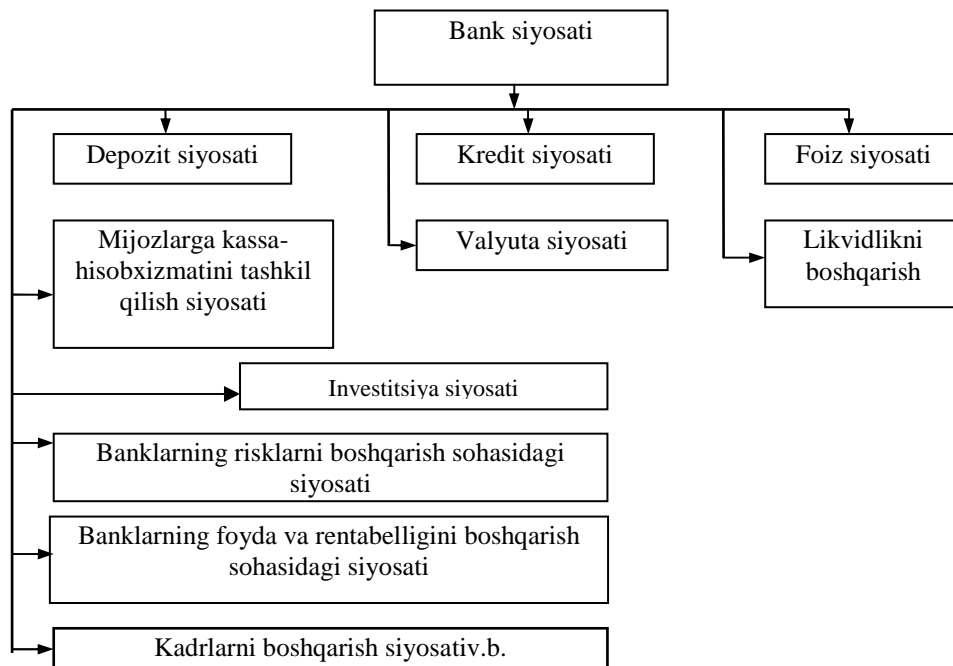 Bank siyosati
Depozit siyosati
Kredit siyosati
Foiz siyosati
Mijozlarga kassa-
hisobxizmatini tashkil
qilish siyosati
Valyuta siyosati
Likvidlikni
boshqarish
Investitsiya siyosati
Banklarning risklarni boshqarish sohasidagi
siyosati
Banklarning foyda va rentabelligini boshqarish
sohasidagi siyosati
Kadrlarni boshqarish siyosativ.b.